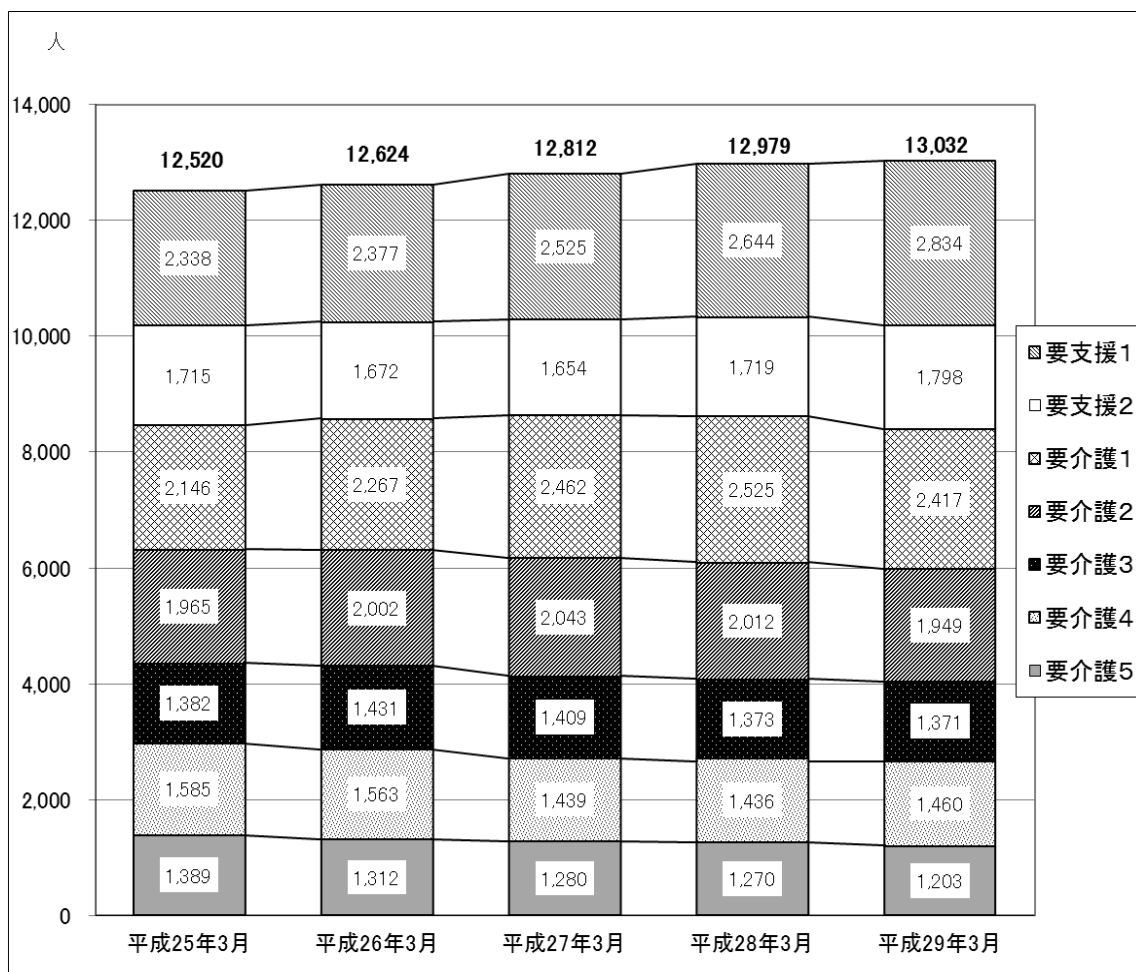 人
14,000
12,520 12,624 12,812 12,979 13,032
12,000
2,338 2,377 2,525 2,644 2,834
10,000
1,715 1,672 1,654 1,719 1,798
8,000
2,146 2,267 2,462 2,525 2,417
6,000
1,965 2,002 2,043 2,012 1,949
4,000
1,382 1,431 1,409 1,373 1,371
2,000
1,585 1,563 1,439 1,436 1,460
1,389 1,312 1,280 1,270 1,203
0
平成25年3月 平成26年3月 平成27年3月 平成28年3月 平成29年3月
要支援1
要支援2
要介護1
要介護2
要介護3
要介護4
要介護5